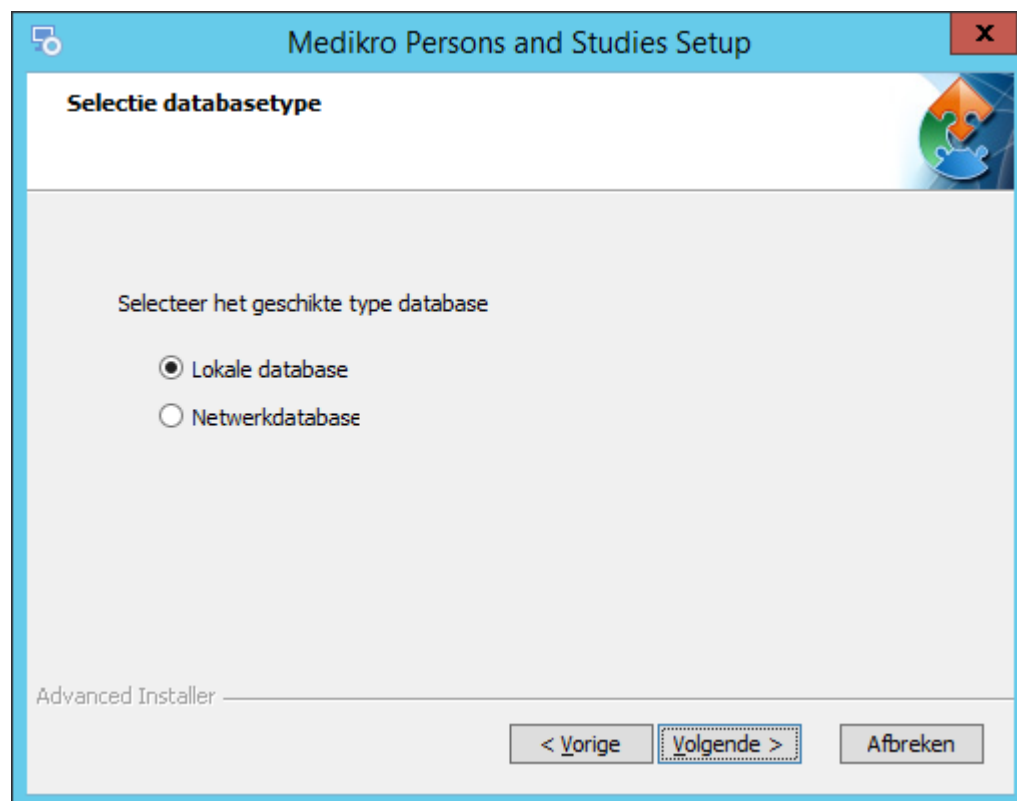 Medikro Persons and Studies Setup
x
Selectie databasetype
Selecteer het geschikte type database
Lokale database
Netwerkdatabase
Advanced Installer
< Vorige Volgende > Afbreken